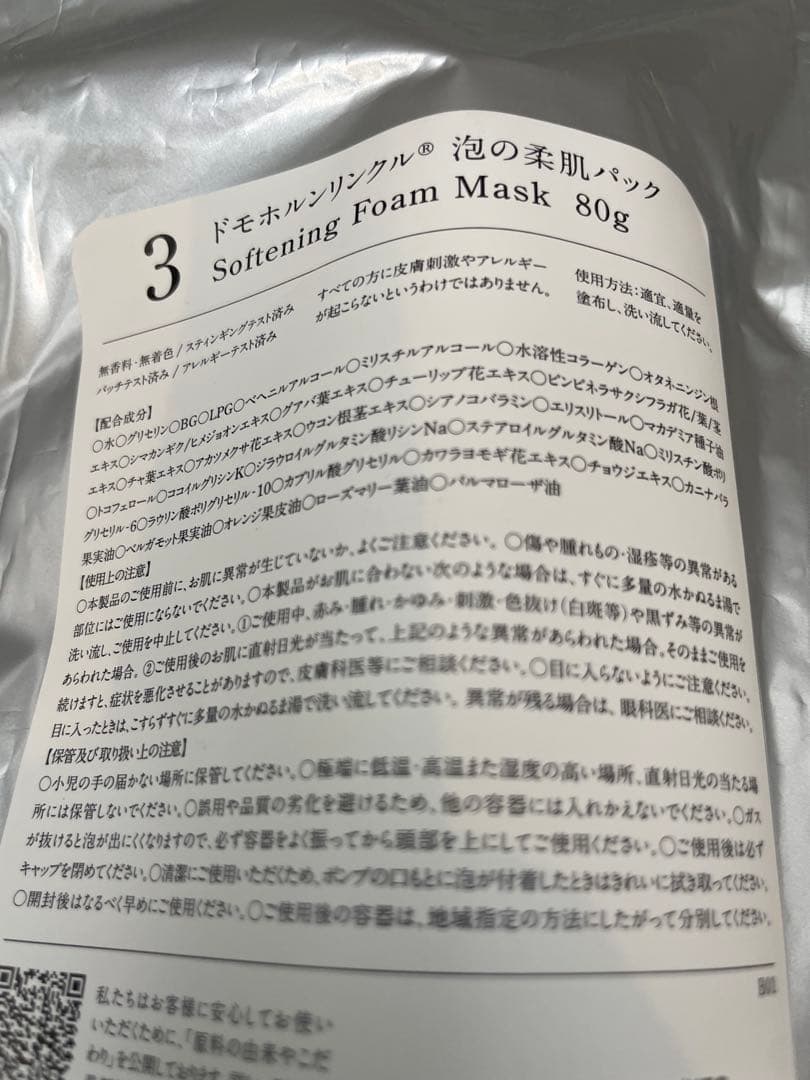 3
ドモホルンリンクル® 泡の柔肌パック
Softening Foam Mask 80g
無香料・無着色 / スティンギングテスト済み
パッチテスト済み / アレルギーテスト済み
すべての方に皮膚刺激やアレルギー
が起こらないというわけではありません。
使用方法：適宜、適量を
塗布し、洗い流してください。
【配合成分】
○水○グリセリン○BG○LPG○ベヘニルアルコール○ミリスチルアルコール○水溶性コラーゲン○オタネニンジン根
エキス○シマカンギク/ヒメジョオンエキス○グアバ葉エキス○チューリップ花エキス○ピンピネラサクシフラガ花/葉/茎
エキス○チャ葉エキス○アカツメクサ花エキス○ウコン根茎エキス○シアノコバラミン○エリスリトール○マカデミア種子油
○トコフェロール○ココイルグリシンK○ジラウロイルグルタミン酸リシンNa○ステアロイルグルタミン酸Na○ミリスチン酸ポリ
グリセリル-6○ラウリン酸ポリグリセリル-10○カプリル酸グリセリル○カワラヨモギ花エキス○チョウジエキス○カニナバラ
果実油○ベルガモット果実油○オレンジ果皮油○ローズマリー葉油○パルマローザ油
【使用上の注意】
○本製品のご使用前に、お肌に異常が生じていないか、よくご注意ください。○傷や腫れもの・湿疹等の異常がある
部位にはご使用にならないでください。○本製品がお肌に合わない次のような場合は、すぐに多量の水かぬるま湯で
洗い流し、ご使用を中止してください。①ご使用中、赤み・腫れ・かゆみ・刺激・色抜け(白斑等)や黒ずみ等の異常が
あらわれた場合。②ご使用後のお肌に直射日光が当たって、上記のような異常があらわれた場合。そのままご使用を
続けますと、症状を悪化させることがありますので、皮膚科医等にご相談ください。○目に入らないようにご注意ください。
目に入ったときは、こすらずすぐに多量の水かぬるま湯で洗い流してください。異常が残る場合は、眼科医にご相談ください。
【保管及び取り扱い上の注意】
○小児の手の届かない場所に保管してください。○極端に低温・高温また湿度の高い場所、直射日光の当たる場
所には保管しないでください。○誤用や品質の劣化を避けるため、他の容器には入れかえないでください。○ガス
が抜けると泡が出にくくなりますので、必ず容器をよく振ってから頭部を上にしてご使用ください。○ご使用後は必ず
キャップを閉めてください。○清潔にご使用いただくため、ポンプの口もとに泡が付着したときはきれいに拭き取ってください。
○開封後はなるべく早めにご使用ください。○ご使用後の容器は、地域指定の方法にしたがって分別してください。
私たちはお客様に安心してお使い
いただくために、「原料の由来やこだ
わり」を公開しております。